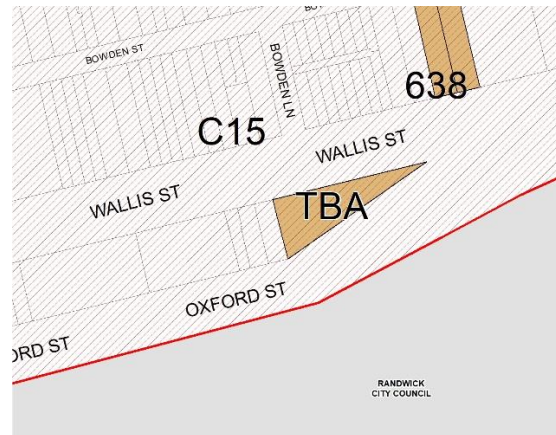 BOWDEN ST
BOWDEN LN
638
C15
WALLIS ST
WALLIS ST
TBA
OXFORD ST
ORD ST
RANDWICK
CITY COUNCIL